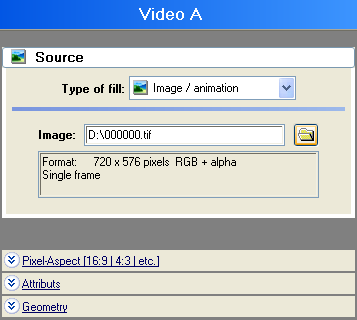 Video A
Source
Type of fill: Image / animation
Image: D:\000000.tif
Format: 720 x 576 pixels RGB + alpha
Single frame
Pixel-Aspect [16:9 | 4:3 | etc.]
Attributs
Geometry